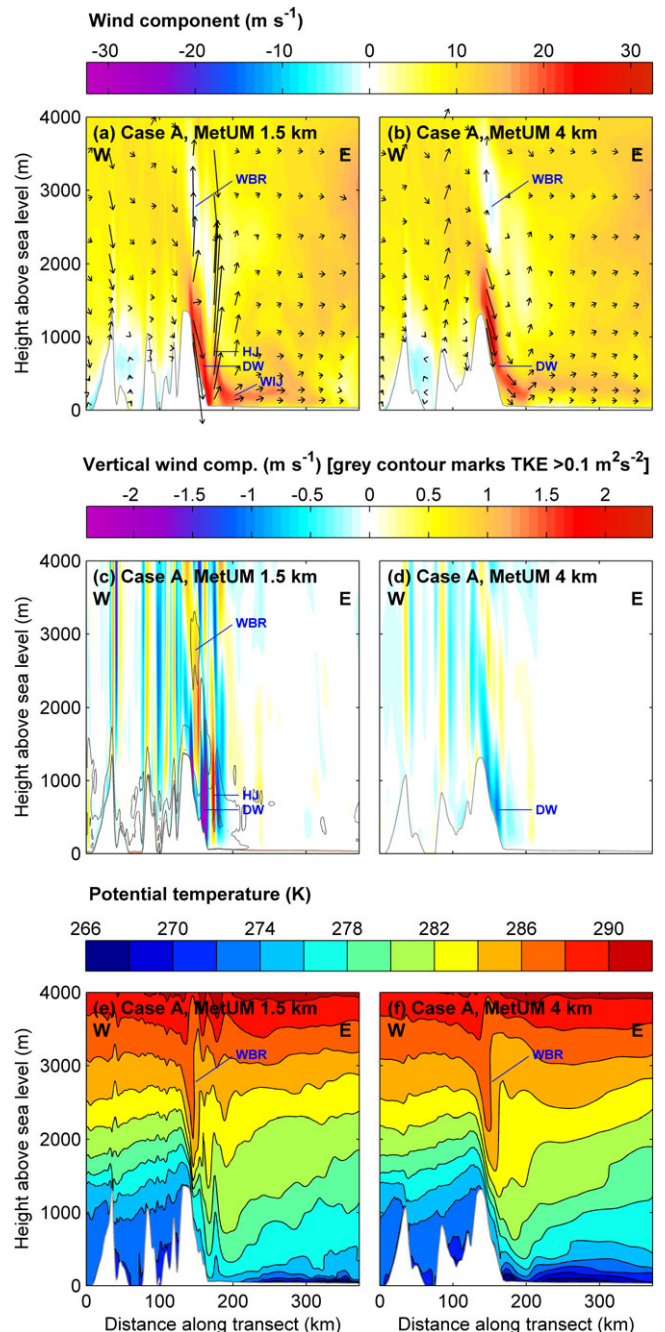 Wind component (m s⁻¹)
-30 -20 -10 0 10 20 30
4000 (a) Case A, MetUM 1.5 km (b) Case A, MetUM 4 km
W E W E
WBR WBR
3000
Height above sea level (m)
2000
1000
HJ
DW DW
WIJ
0
Vertical wind comp. (m s⁻¹) [grey contour marks TKE >0.1 m²s⁻²]
-2 -1.5 -1 -0.5 0 0.5 1 1.5 2
4000 (c) Case A, MetUM 1.5 km (d) Case A, MetUM 4 km
W E W E
WBR
3000
Height above sea level (m)
2000
1000
HJ
DW DW
0
Potential temperature (K)
266 270 274 278 282 286 290
4000 (e) Case A, MetUM 1.5 km (f) Case A, MetUM 4 km
W E W E
WBR WBR
3000
Height above sea level (m)
2000
1000
0
0 100 200 300 0 100 200 300
Distance along transect (km) Distance along transect (km)